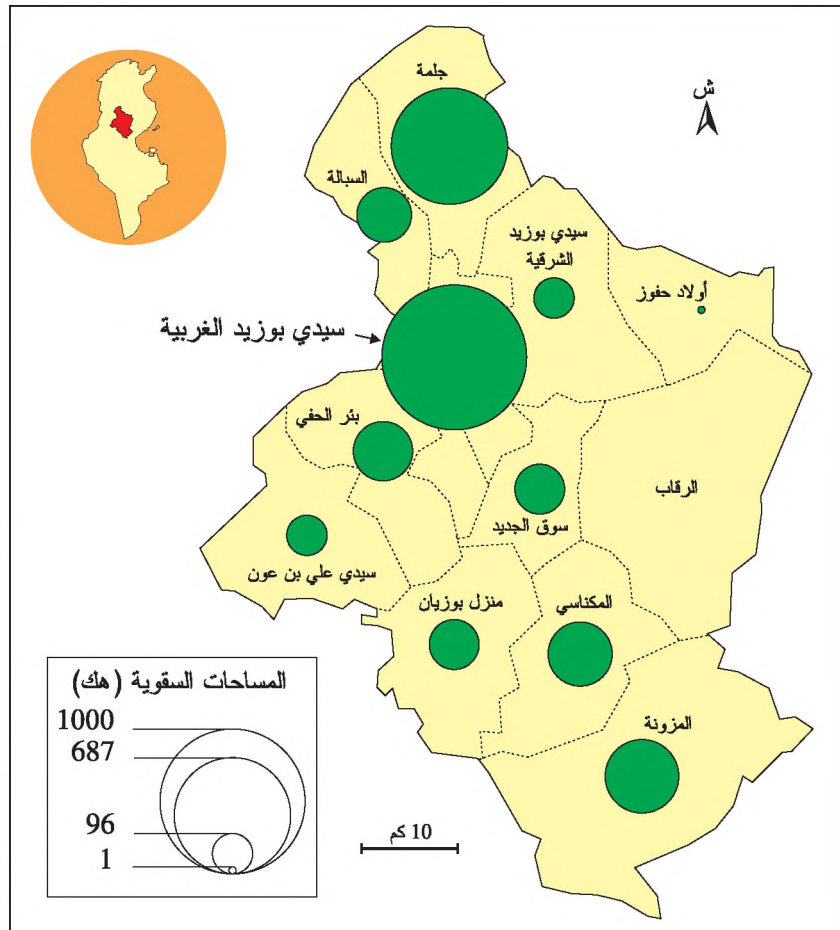 ش
جلمة
السبالة
سيدي بوزيد
الشرقية
أولاد حفوز
سيدي بوزيد الغربية
بئر الحفي
الرقاب
سوق الجديد
سيدي علي بن عون
منزل بوزيان
المكناسي
المزونة
المساحات السقوية (هك)
1000
687
96
1
10 كم